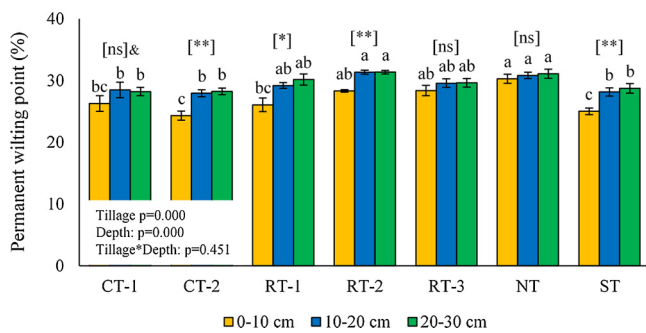 Permanent wilting point (%)
40
30
20
10
0
[ns]& [**] [*] [**] [ns] [ns] [**]
bc b b c b b bc ab ab ab a a ab ab ab a a a c b b
Tillage p=0.000
Depth: p=0.000
Tillage*Depth: p=0.451
CT-1 CT-2 RT-1 RT-2 RT-3 NT ST
0-10 cm 10-20 cm 20-30 cm